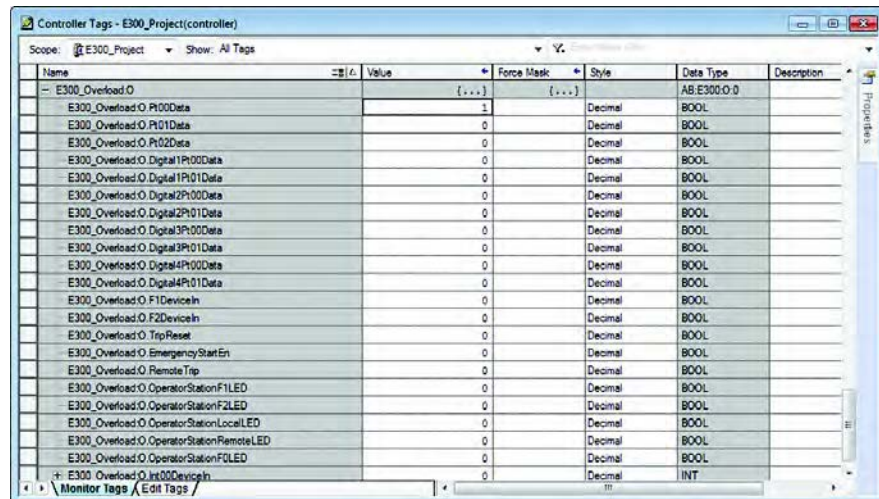 Controller Tags - E300_Project(controller)
Scope: E300_Project Show: All Tags
Name Value Force Mask Style Data Type Description
E300_Overload:O {...} {...} AB:E300:O:0
E300_Overload:O.Pt00Data 1 Decimal BOOL
E300_Overload:O.Pt01Data 0 Decimal BOOL
E300_Overload:O.Pt02Data 0 Decimal BOOL
E300_Overload:O.Digital1Pt00Data 0 Decimal BOOL
E300_Overload:O.Digital1Pt01Data 0 Decimal BOOL
E300_Overload:O.Digital2Pt00Data 0 Decimal BOOL
E300_Overload:O.Digital2Pt01Data 0 Decimal BOOL
E300_Overload:O.Digital3Pt00Data 0 Decimal BOOL
E300_Overload:O.Digital3Pt01Data 0 Decimal BOOL
E300_Overload:O.Digital4Pt00Data 0 Decimal BOOL
E300_Overload:O.Digital4Pt01Data 0 Decimal BOOL
E300_Overload:O.F1DeviceIn 0 Decimal BOOL
E300_Overload:O.F2DeviceIn 0 Decimal BOOL
E300_Overload:O.TripReset 0 Decimal BOOL
E300_Overload:O.EmergencyStartEn 0 Decimal BOOL
E300_Overload:O.RemoteTrip 0 Decimal BOOL
E300_Overload:O.OperatorStationF1LED 0 Decimal BOOL
E300_Overload:O.OperatorStationF2LED 0 Decimal BOOL
E300_Overload:O.OperatorStationLocalLED 0 Decimal BOOL
E300_Overload:O.OperatorStationRemoteLED 0 Decimal BOOL
E300_Overload:O.OperatorStationF0LED 0 Decimal BOOL
E300_Overload:O.Int00DeviceIn 0 Decimal INT
Monitor Tags Edit Tags
Properties